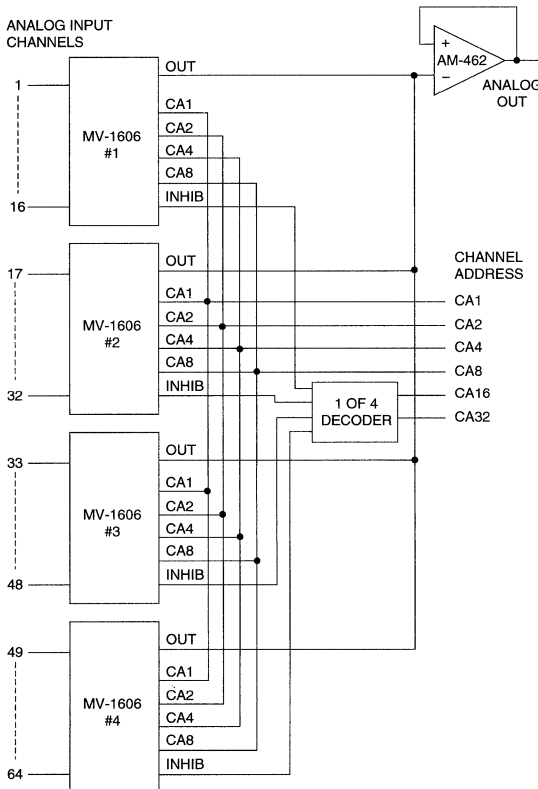 ANALOG INPUT
CHANNELS
1
16
MV-1606
#1
OUT
CA1
CA2
CA4
CA8
INHIB
+
AM-462
−
ANALOG
OUT
17
32
MV-1606
#2
OUT
CA1
CA2
CA4
CA8
INHIB
CHANNEL
ADDRESS
CA1
CA2
CA4
CA8
CA16
CA32
1 OF 4
DECODER
33
48
MV-1606
#3
OUT
CA1
CA2
CA4
CA8
INHIB
49
64
MV-1606
#4
OUT
CA1
CA2
CA4
CA8
INHIB